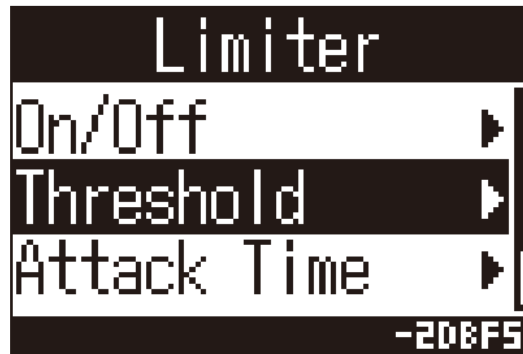 Limiter
On/Off
Threshold
Attack Time
-2DBFS